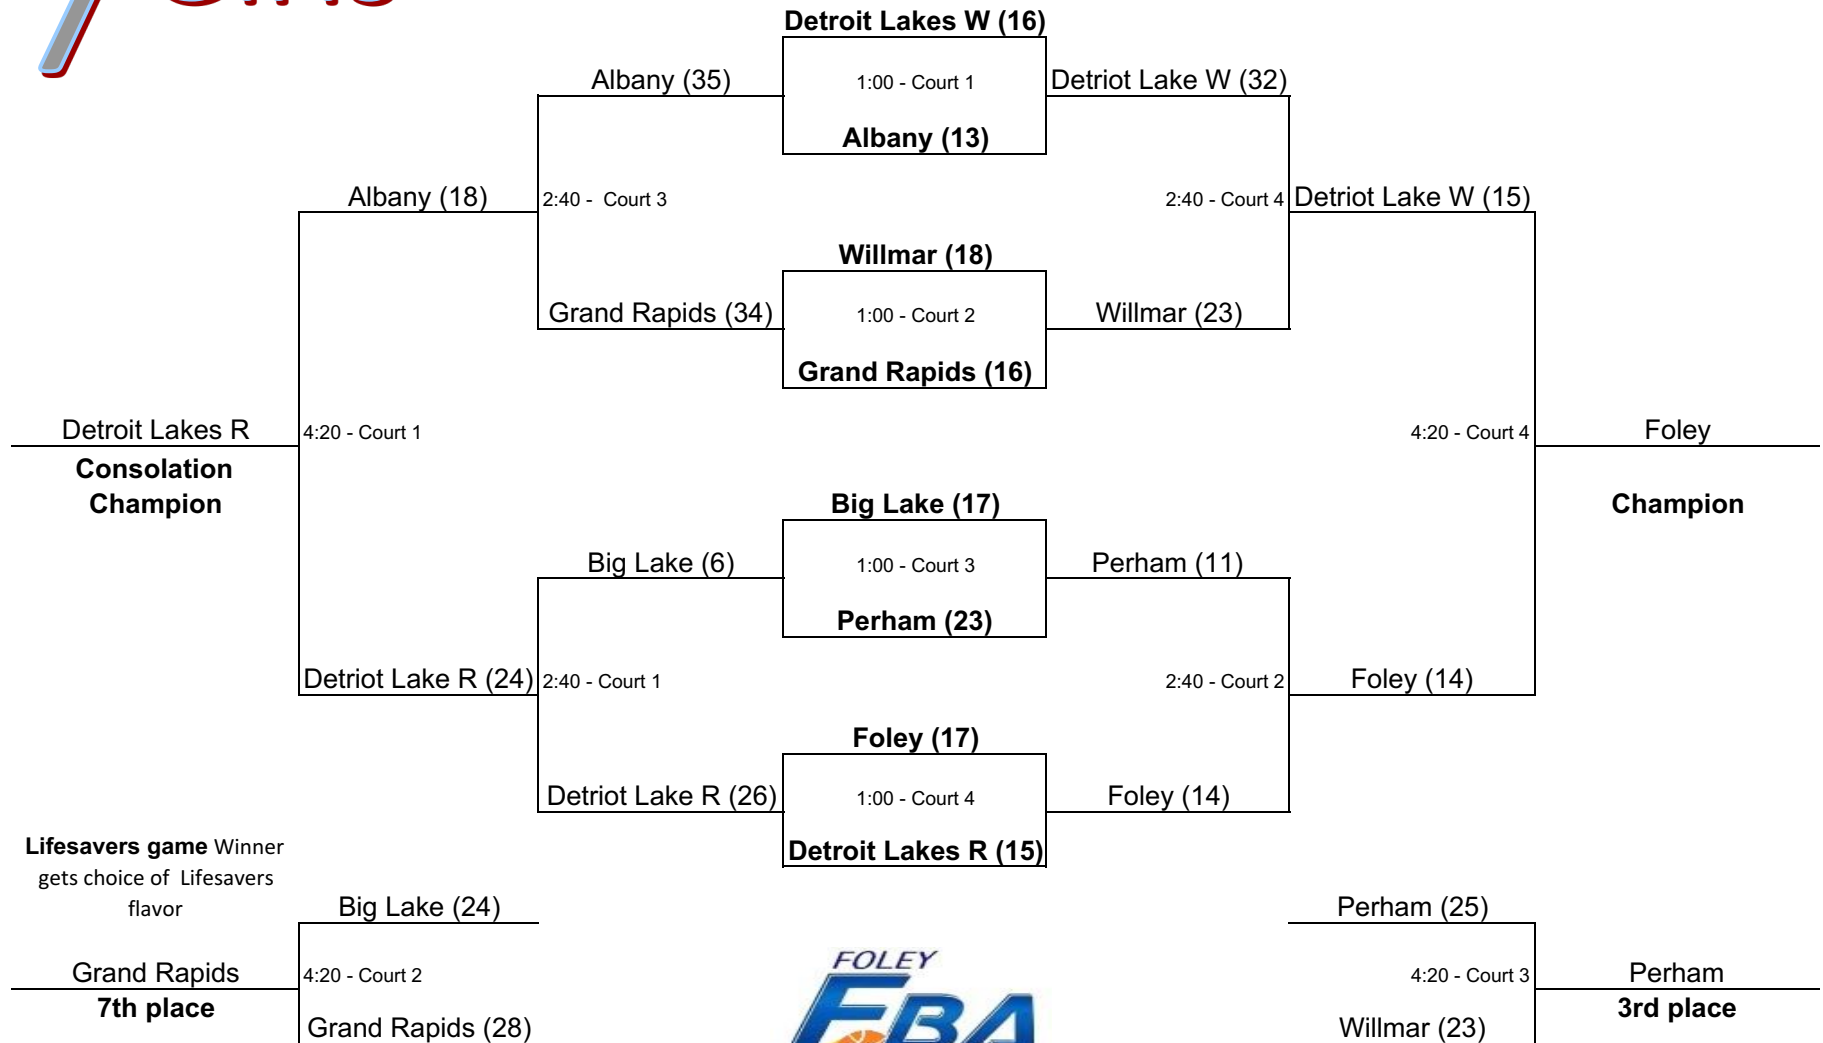 Detroit Lakes W (16)
Albany (35)
1:00 - Court 1
Detriot Lake W (32)
Albany (13)
Albany (18)
2:40 - Court 3
2:40 - Court 4
Detriot Lake W (15)
Willmar (18)
Grand Rapids (34)
1:00 - Court 2
Willmar (23)
Grand Rapids (16)
Detroit Lakes R
4:20 - Court 1
4:20 - Court 4
Foley
Consolation
Champion
Champion
Big Lake (17)
Big Lake (6)
1:00 - Court 3
Perham (11)
Perham (23)
Detriot Lake R (24)
2:40 - Court 1
2:40 - Court 2
Foley (14)
Foley (17)
Detriot Lake R (26)
1:00 - Court 4
Foley (14)
Detroit Lakes R (15)
Lifesavers game Winner
gets choice of Lifesavers
flavor
Big Lake (24)
Perham (25)
Grand Rapids
4:20 - Court 2
4:20 - Court 3
Perham
7th place
3rd place
Grand Rapids (28)
Willmar (23)
FOLEY
FBA